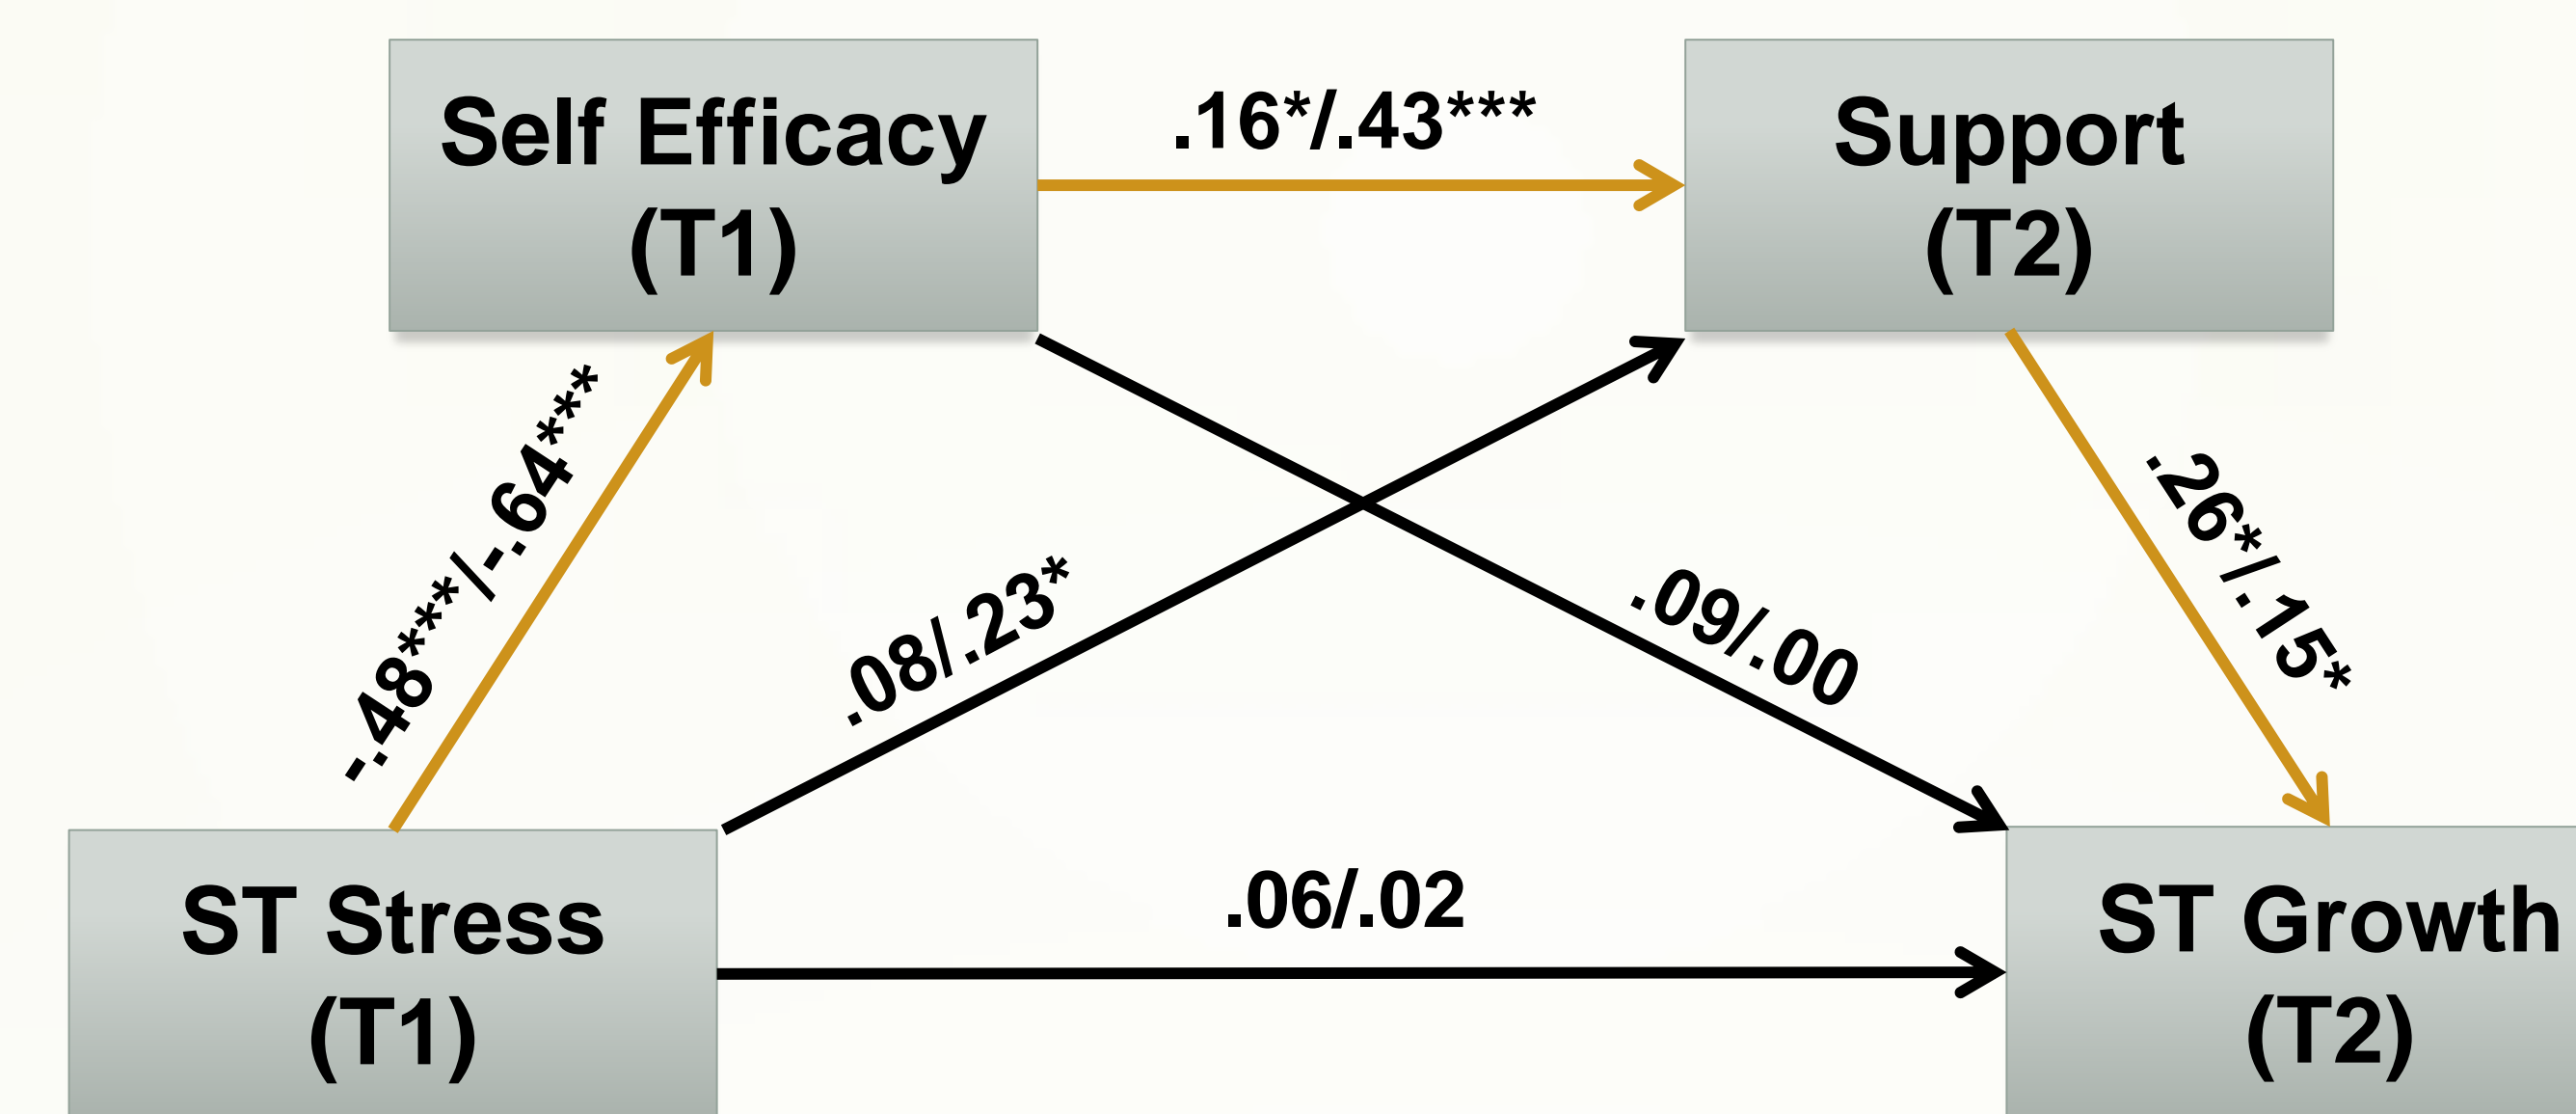 Self Efficacy
(T1)
.16*/.43***
Support
(T2)
-.48***/-.64***
.08/.23*
.09/.00
.26*/.15*
ST Stress
(T1)
.06/.02
ST Growth
(T2)